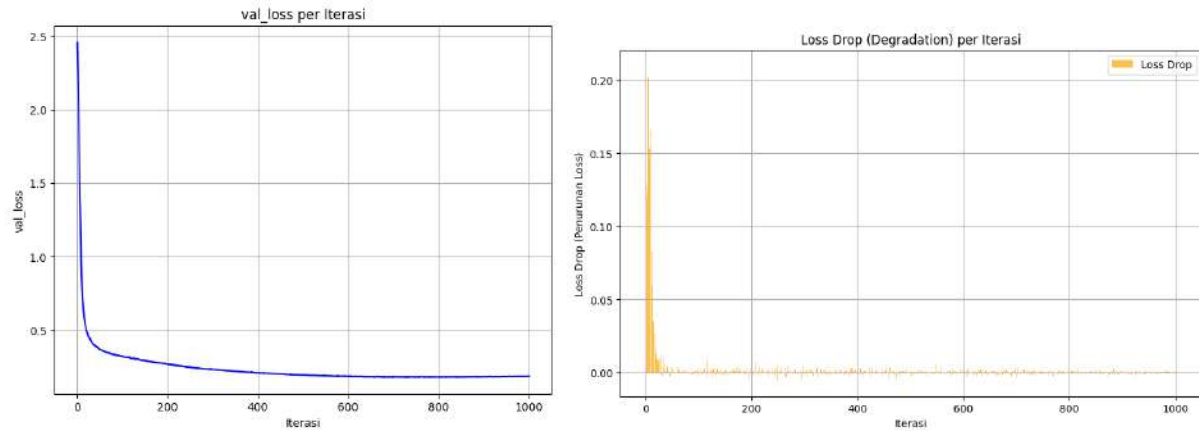 val_loss per Iterasi
2.5
2.0
1.5
1.0
0.5
val_loss
0 200 400 600 800 1000
Iterasi
Loss Drop (Degradation) per Iterasi
Loss Drop
0.20
0.15
0.10
0.05
0.00
Loss Drop (Penurunan Loss)
0 200 400 600 800 1000
Iterasi